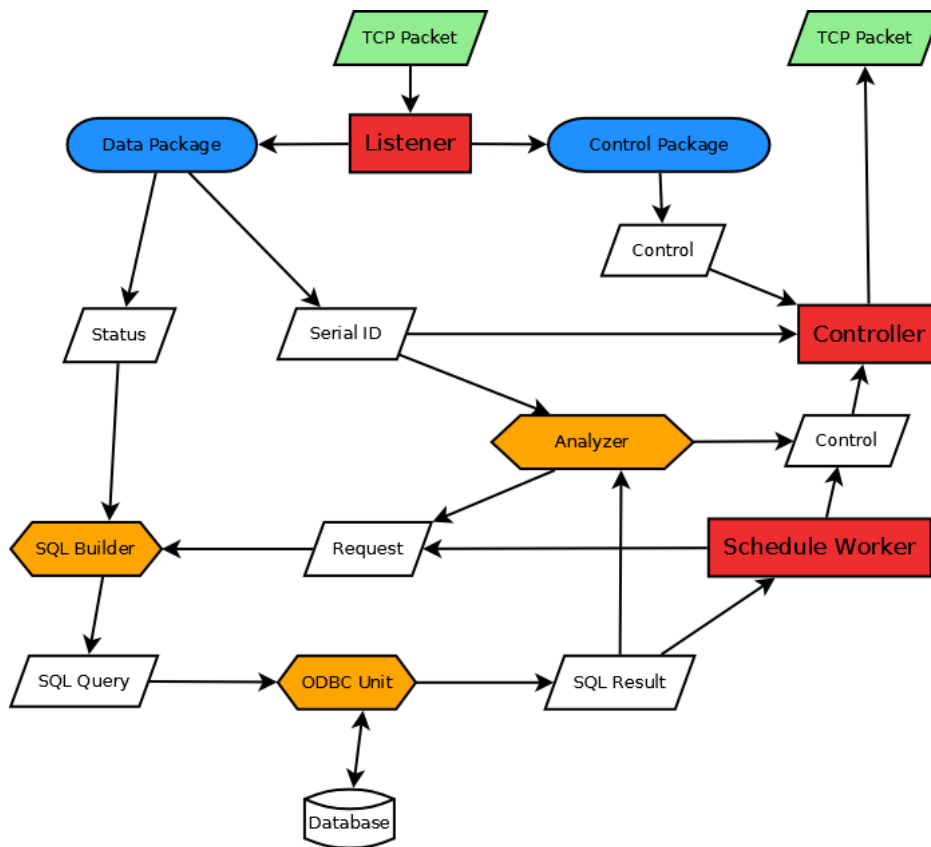 TCP Packet
TCP Packet
Data Package
Listener
Control Package
Control
Status
Serial ID
Controller
Analyzer
Control
SQL Builder
Request
Schedule Worker
SQL Query
ODBC Unit
SQL Result
Database